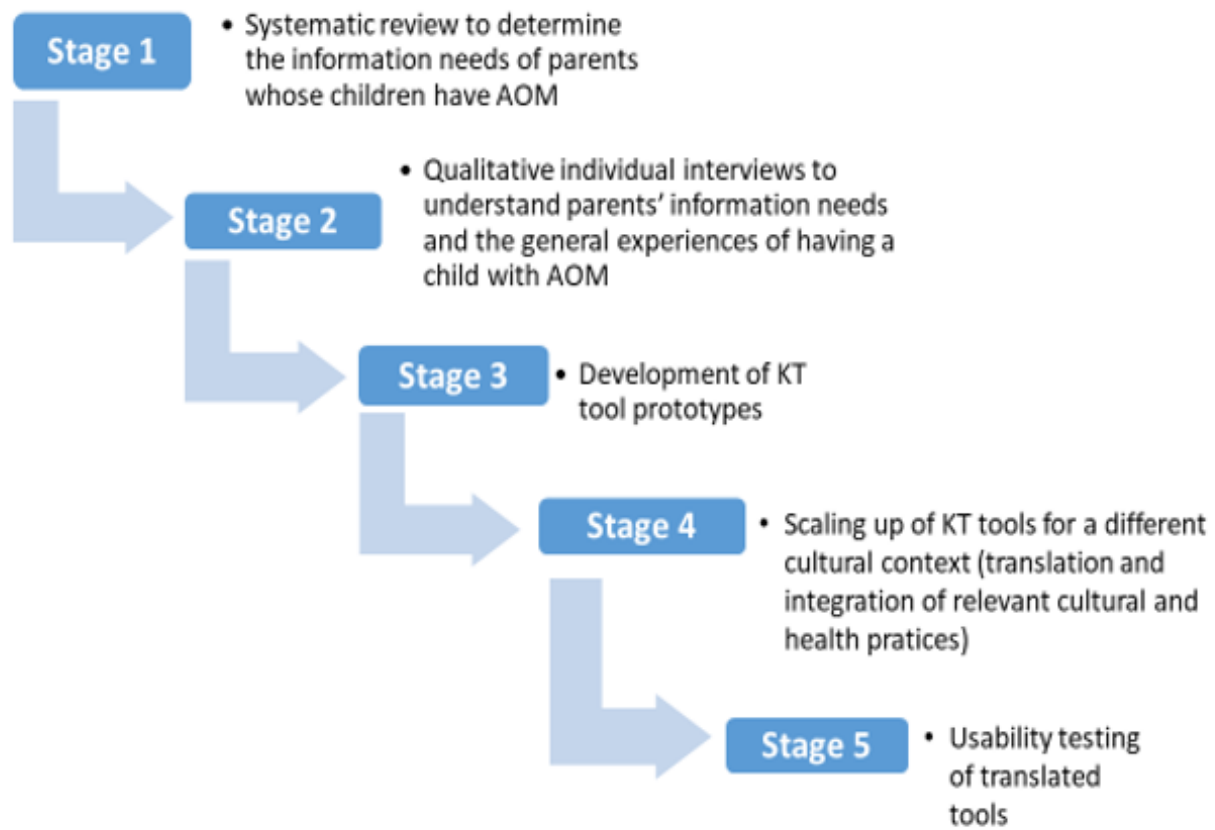 Stage 1
• Systematic review to determine
the information needs of parents
whose children have AOM
Stage 2
• Qualitative individual interviews to
understand parents' information needs
and the general experiences of having a
child with AOM
Stage 3
• Development of KT
tool prototypes
Stage 4
• Scaling up of KT tools for a different
cultural context (translation and
integration of relevant cultural and
health pratices)
Stage 5
• Usability testing
of translated
tools